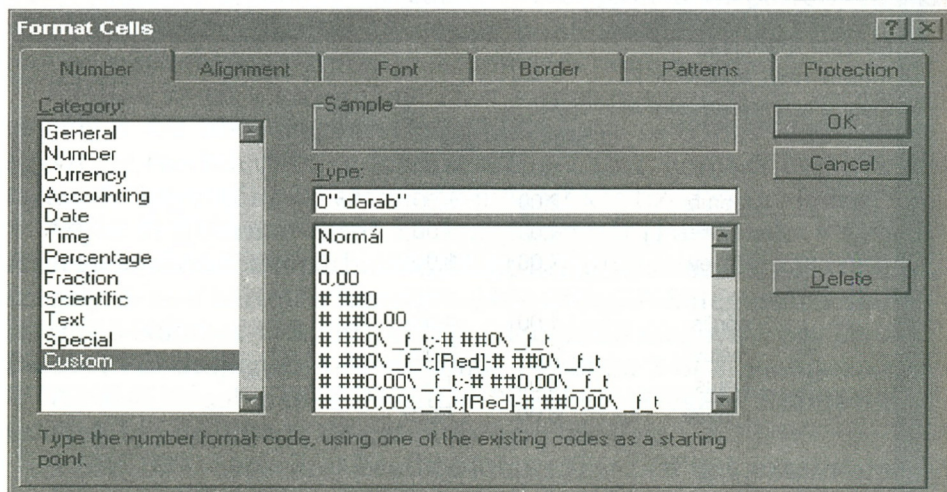 Format Cells
Number Alignment Font Border Patterns Protection
Category:
General
Number
Currency
Accounting
Date
Time
Percentage
Fraction
Scientific
Text
Special
Custom
Sample
Type:
0" darab"
Normál
0
0,00
# ##0
# ##0,00
# ##0\ _f_t;-# ##0\ _f_t
# ##0\ _f_t;[Red]-# ##0\ _f_t
# ##0,00\ _f_t;-# ##0,00\ _f_t
# ##0,00\ _f_t;[Red]-# ##0,00\ _f_t
OK
Cancel
Delete
Type the number format code, using one of the existing codes as a starting
point.